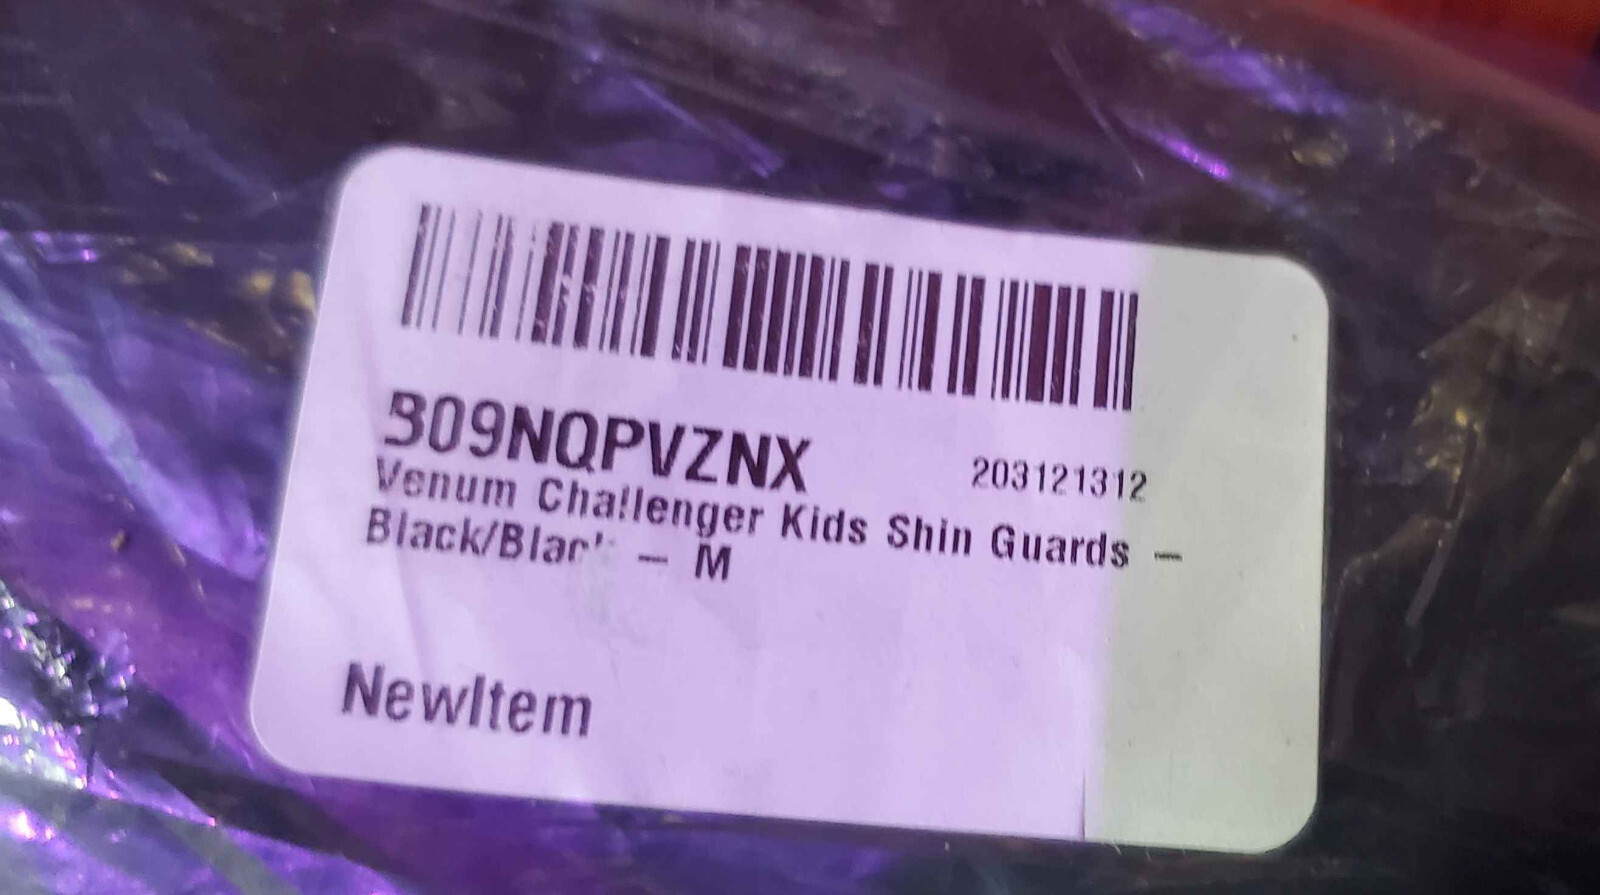 B09NQPVZNX
203121312
Venum Challenger Kids Shin Guards –
Black/Black – M
NewItem